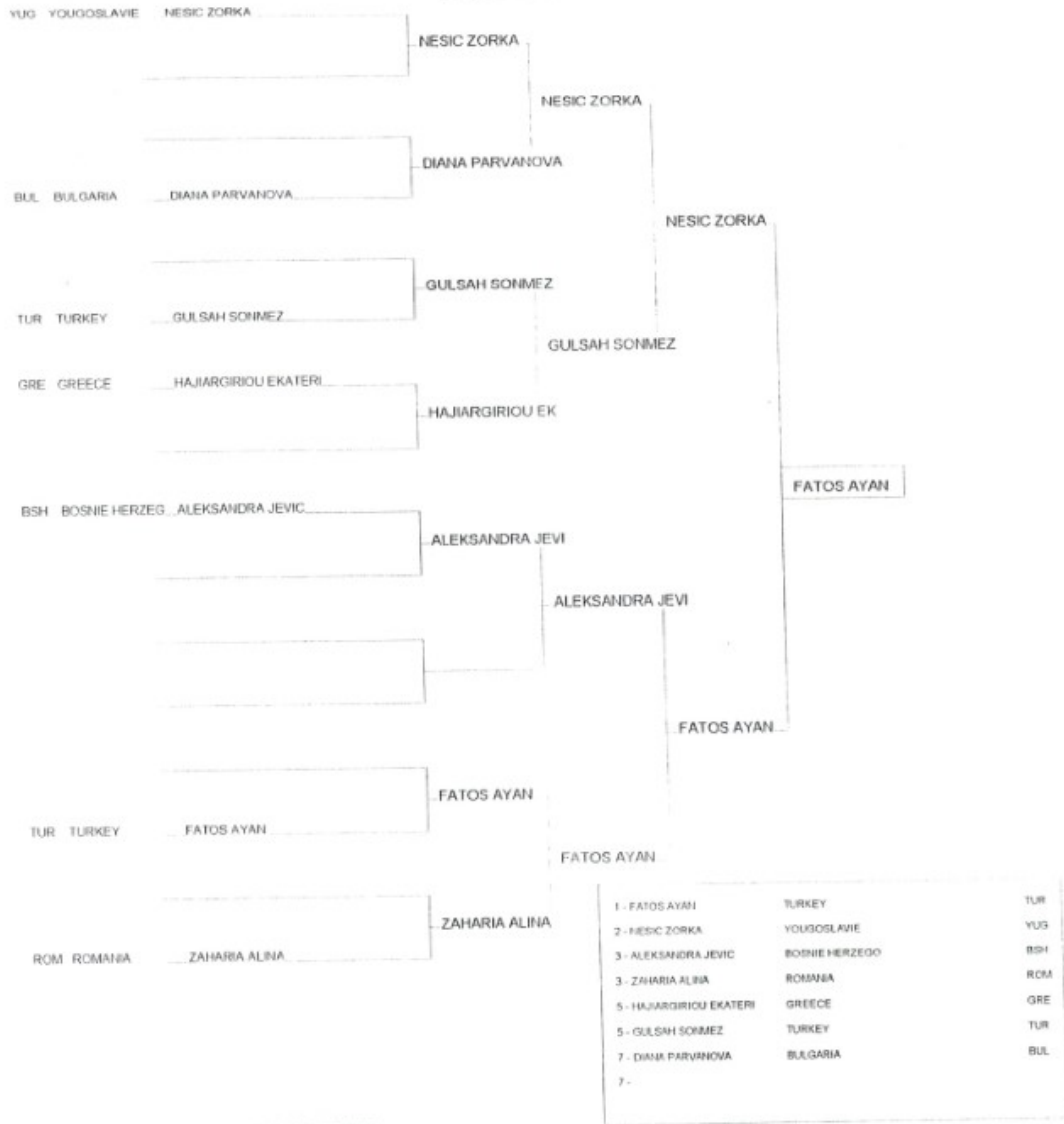 YUG YOUGOSLAVIE NESIC ZORKA
NESIC ZORKA
NESIC ZORKA
DIANA PARVANOVA
BUL BULGARIA DIANA PARVANOVA
NESIC ZORKA
GULSAH SONMEZ
TUR TURKEY GULSAH SONMEZ
GULSAH SONMEZ
GRE GREECE HAJIARGIRIOU EKATERI
HAJIARGIRIOU EK
FATOS AYAN
BSH BOSNIE HERZEG ALEKSANDRA JEVIC
ALEKSANDRA JEVI
ALEKSANDRA JEVI
FATOS AYAN
FATOS AYAN
TUR TURKEY FATOS AYAN
FATOS AYAN
ZAHARIA ALINA
ROM ROMANIA ZAHARIA ALINA
1 - FATOS AYAN TURKEY TUR
2 - NESIC ZORKA YOUGOSLAVIE YUG
3 - ALEKSANDRA JEVIC BOSNIE HERZEGO BSH
3 - ZAHARIA ALINA ROMANIA ROM
5 - HAJIARGIRIOU EKATERI GREECE GRE
5 - GULSAH SONMEZ TURKEY TUR
7 - DIANA PARVANOVA BULGARIA BUL
7 -